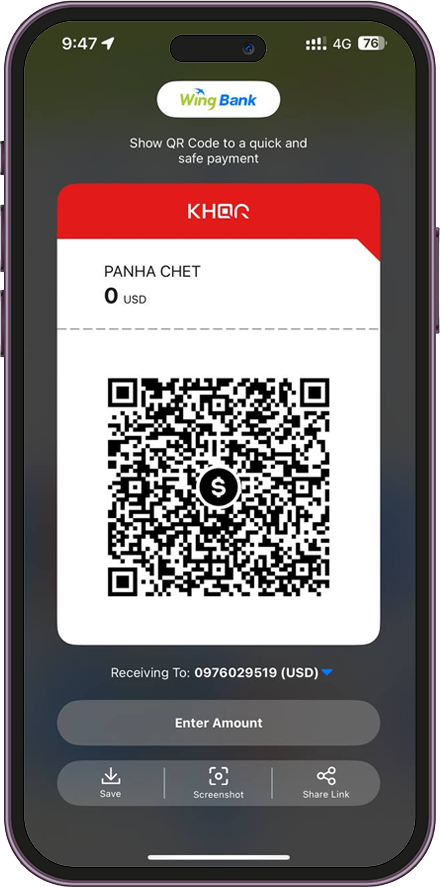 9:47
4G 76
Wing Bank
Show QR Code to a quick and
safe payment
KHQR
PANHA CHET
0 USD
$
Receiving To: 0976029519 (USD)
Enter Amount
Save Screenshot Share Link